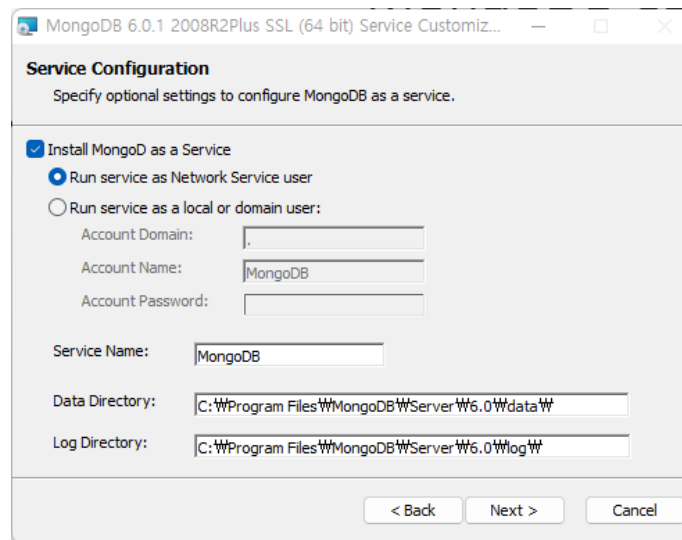 MongoDB 6.0.1 2008R2Plus SSL (64 bit) Service Customiz...
Service Configuration
Specify optional settings to configure MongoDB as a service.
Install MongoD as a Service
Run service as Network Service user
Run service as a local or domain user:
Account Domain: .
Account Name: MongoDB
Account Password:
Service Name: MongoDB
Data Directory: C:₩Program Files₩MongoDB₩Server₩6.0₩data₩
Log Directory: C:₩Program Files₩MongoDB₩Server₩6.0₩log₩
< Back Next > Cancel